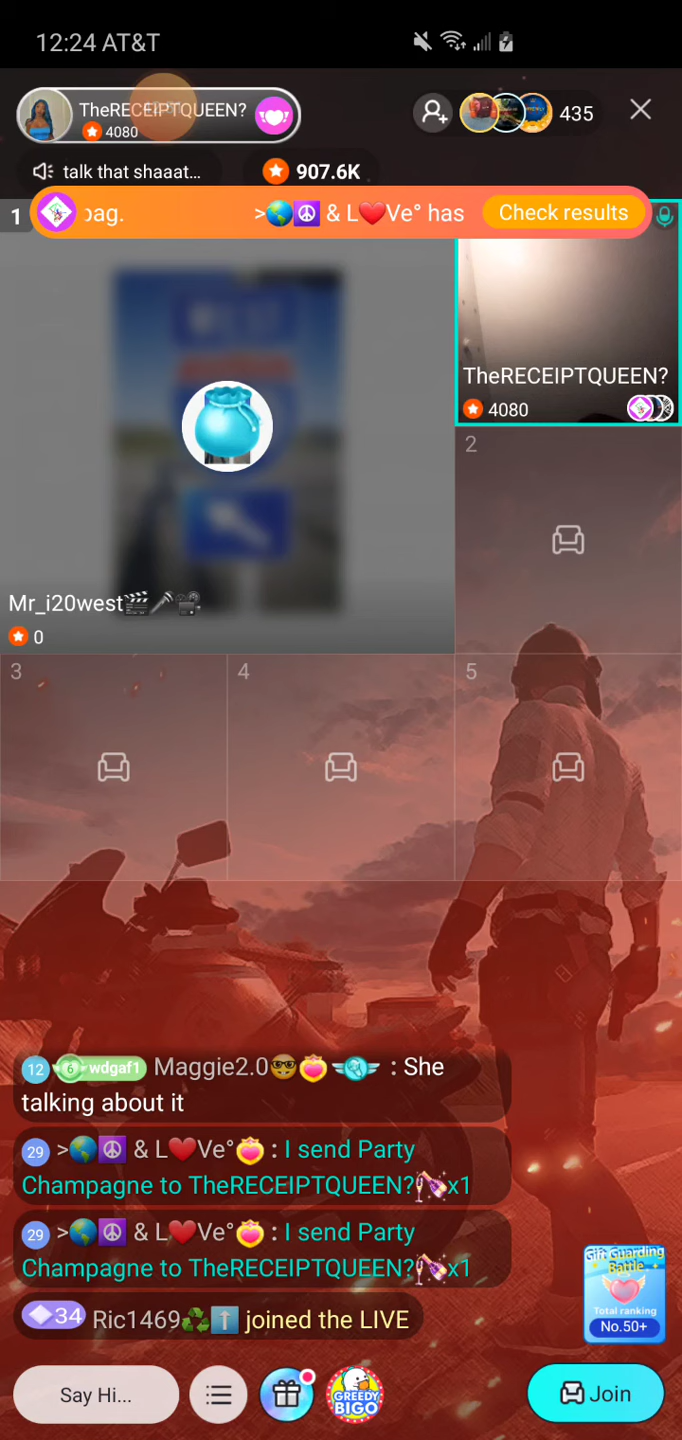 12:24 AT&T
TheRECEIPTQUEEN?
4080
435
talk that shaaat...
907.6K
1
bag. >🌎☮️ & L❤️Ve° has
Check results
TheRECEIPTQUEEN?
4080
2
Mr_i20west🎬🎤🎥
0
3
4
5
12 6 wdgaf1 Maggie2.0🤓 : She
talking about it
29 >🌎☮️ & L❤️Ve° : I send Party
Champagne to TheRECEIPTQUEEN? x1
29 >🌎☮️ & L❤️Ve° : I send Party
Champagne to TheRECEIPTQUEEN? x1
34 Ric1469♻️⬆️ joined the LIVE
Gift Guarding
Battle
Total ranking
No.50+
Say Hi...
GREEDY
BIGO
Join